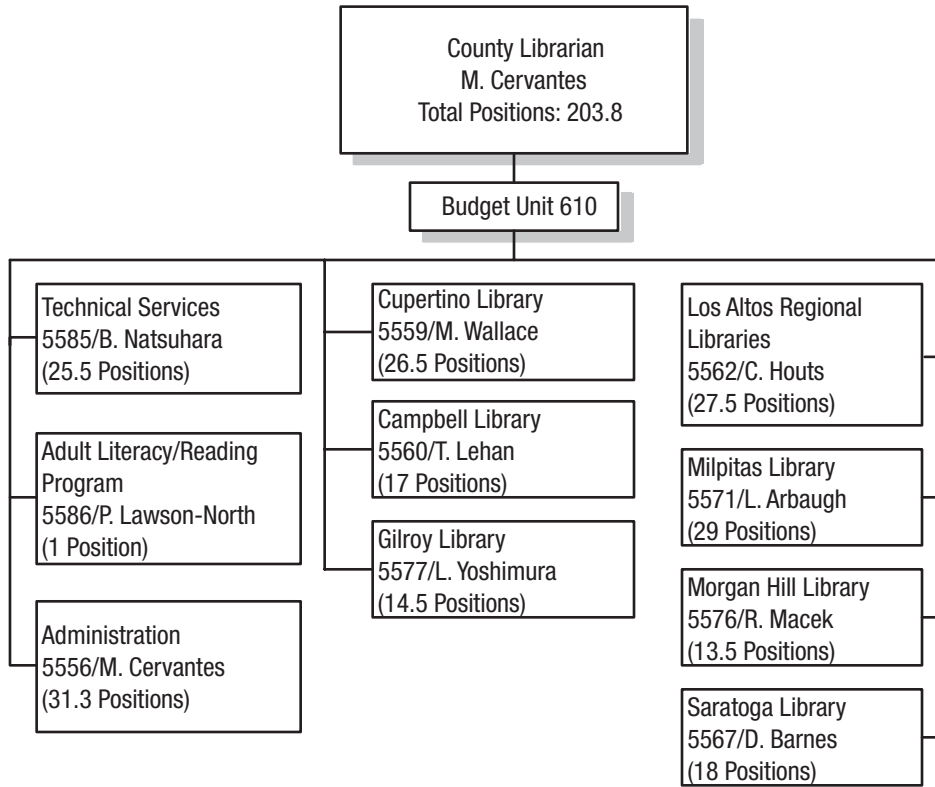 County Librarian
M. Cervantes
Total Positions: 203.8
Budget Unit 610
Technical Services
5585/B. Natsuhara
(25.5 Positions)
Adult Literacy/Reading
Program
5586/P. Lawson-North
(1 Position)
Administration
5556/M. Cervantes
(31.3 Positions)
Cupertino Library
5559/M. Wallace
(26.5 Positions)
Campbell Library
5560/T. Lehan
(17 Positions)
Gilroy Library
5577/L. Yoshimura
(14.5 Positions)
Los Altos Regional
Libraries
5562/C. Houts
(27.5 Positions)
Milpitas Library
5571/L. Arbaugh
(29 Positions)
Morgan Hill Library
5576/R. Macek
(13.5 Positions)
Saratoga Library
5567/D. Barnes
(18 Positions)